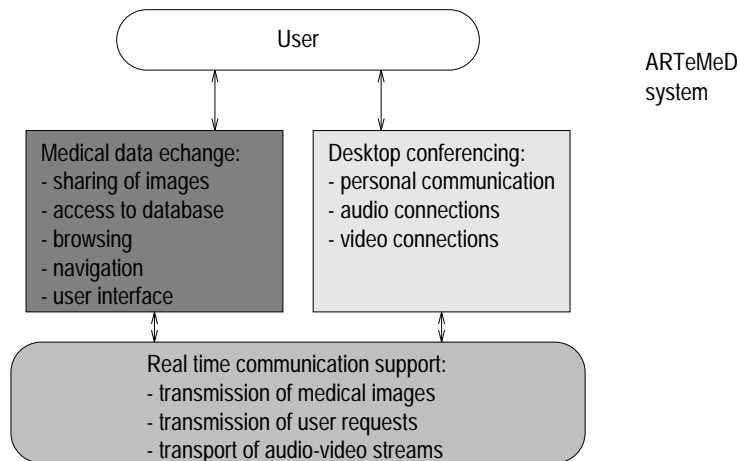 User
ARTeMeD
system
Medical data echange:
- sharing of images
- access to database
- browsing
- navigation
- user interface
Desktop conferencing:
- personal communication
- audio connections
- video connections
Real time communication support:
- transmission of medical images
- transmission of user requests
- transport of audio-video streams